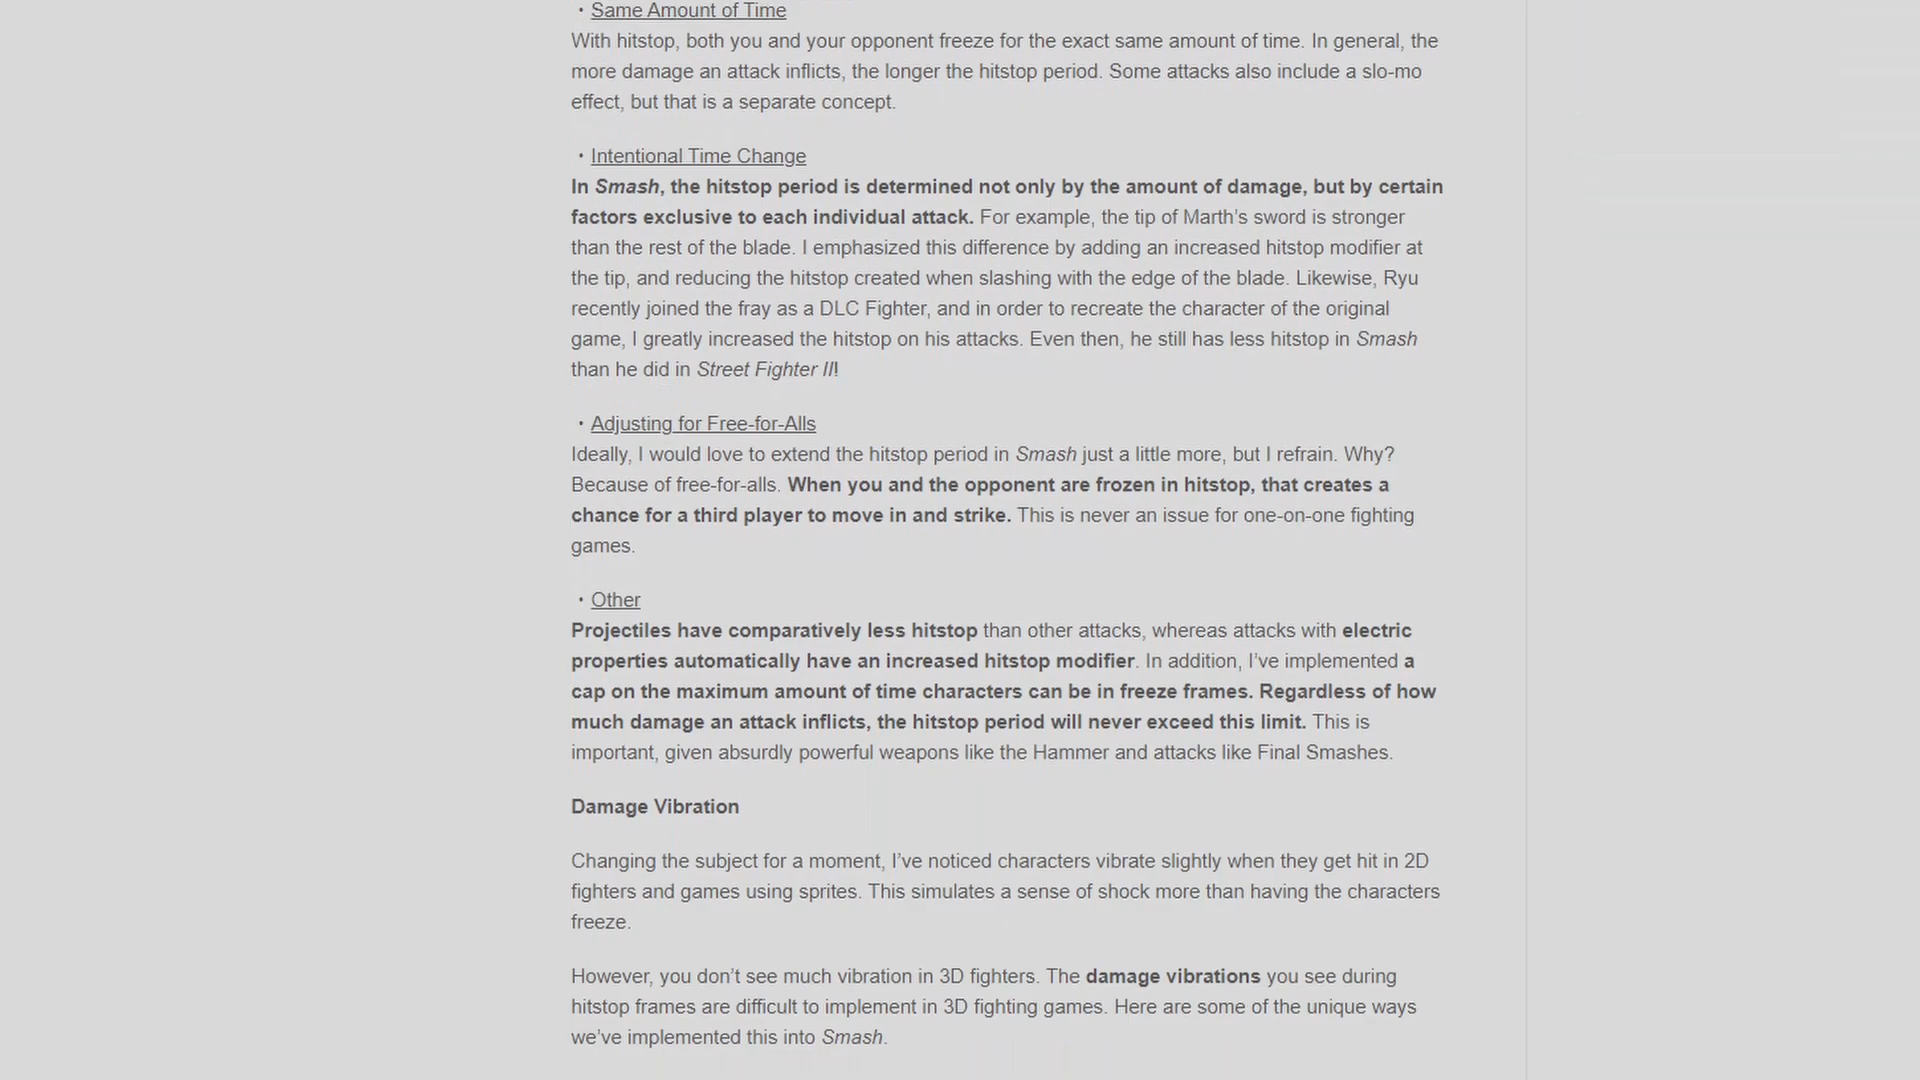 ・Same Amount of Time
With hitstop, both you and your opponent freeze for the exact same amount of time. In general, the
more damage an attack inflicts, the longer the hitstop period. Some attacks also include a slo-mo
effect, but that is a separate concept.
・Intentional Time Change
In Smash, the hitstop period is determined not only by the amount of damage, but by certain
factors exclusive to each individual attack. For example, the tip of Marth’s sword is stronger
than the rest of the blade. I emphasized this difference by adding an increased hitstop modifier at
the tip, and reducing the hitstop created when slashing with the edge of the blade. Likewise, Ryu
recently joined the fray as a DLC Fighter, and in order to recreate the character of the original
game, I greatly increased the hitstop on his attacks. Even then, he still has less hitstop in Smash
than he did in Street Fighter II!
・Adjusting for Free-for-Alls
Ideally, I would love to extend the hitstop period in Smash just a little more, but I refrain. Why?
Because of free-for-alls. When you and the opponent are frozen in hitstop, that creates a
chance for a third player to move in and strike. This is never an issue for one-on-one fighting
games.
・Other
Projectiles have comparatively less hitstop than other attacks, whereas attacks with electric
properties automatically have an increased hitstop modifier. In addition, I’ve implemented a
cap on the maximum amount of time characters can be in freeze frames. Regardless of how
much damage an attack inflicts, the hitstop period will never exceed this limit. This is
important, given absurdly powerful weapons like the Hammer and attacks like Final Smashes.
Damage Vibration
Changing the subject for a moment, I’ve noticed characters vibrate slightly when they get hit in 2D
fighters and games using sprites. This simulates a sense of shock more than having the characters
freeze.
However, you don’t see much vibration in 3D fighters. The damage vibrations you see during
hitstop frames are difficult to implement in 3D fighting games. Here are some of the unique ways
we’ve implemented this into Smash.